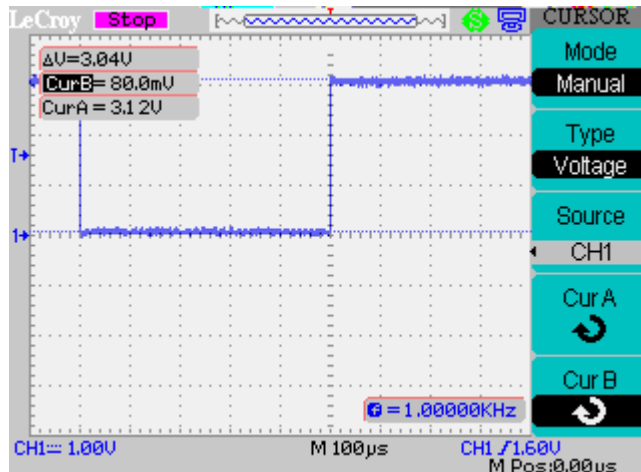 LeCroy Stop CURSOR
ΔV=3.04V
CurB= 80.0mV
CurA = 3.12V
Mode
Manual
Type
Voltage
Source
CH1
Cur A
Cur B
T
1
= 1.00000KHz
CH1 1.00V M 100µs CH1 /1.60V
M Pos:0.00µs